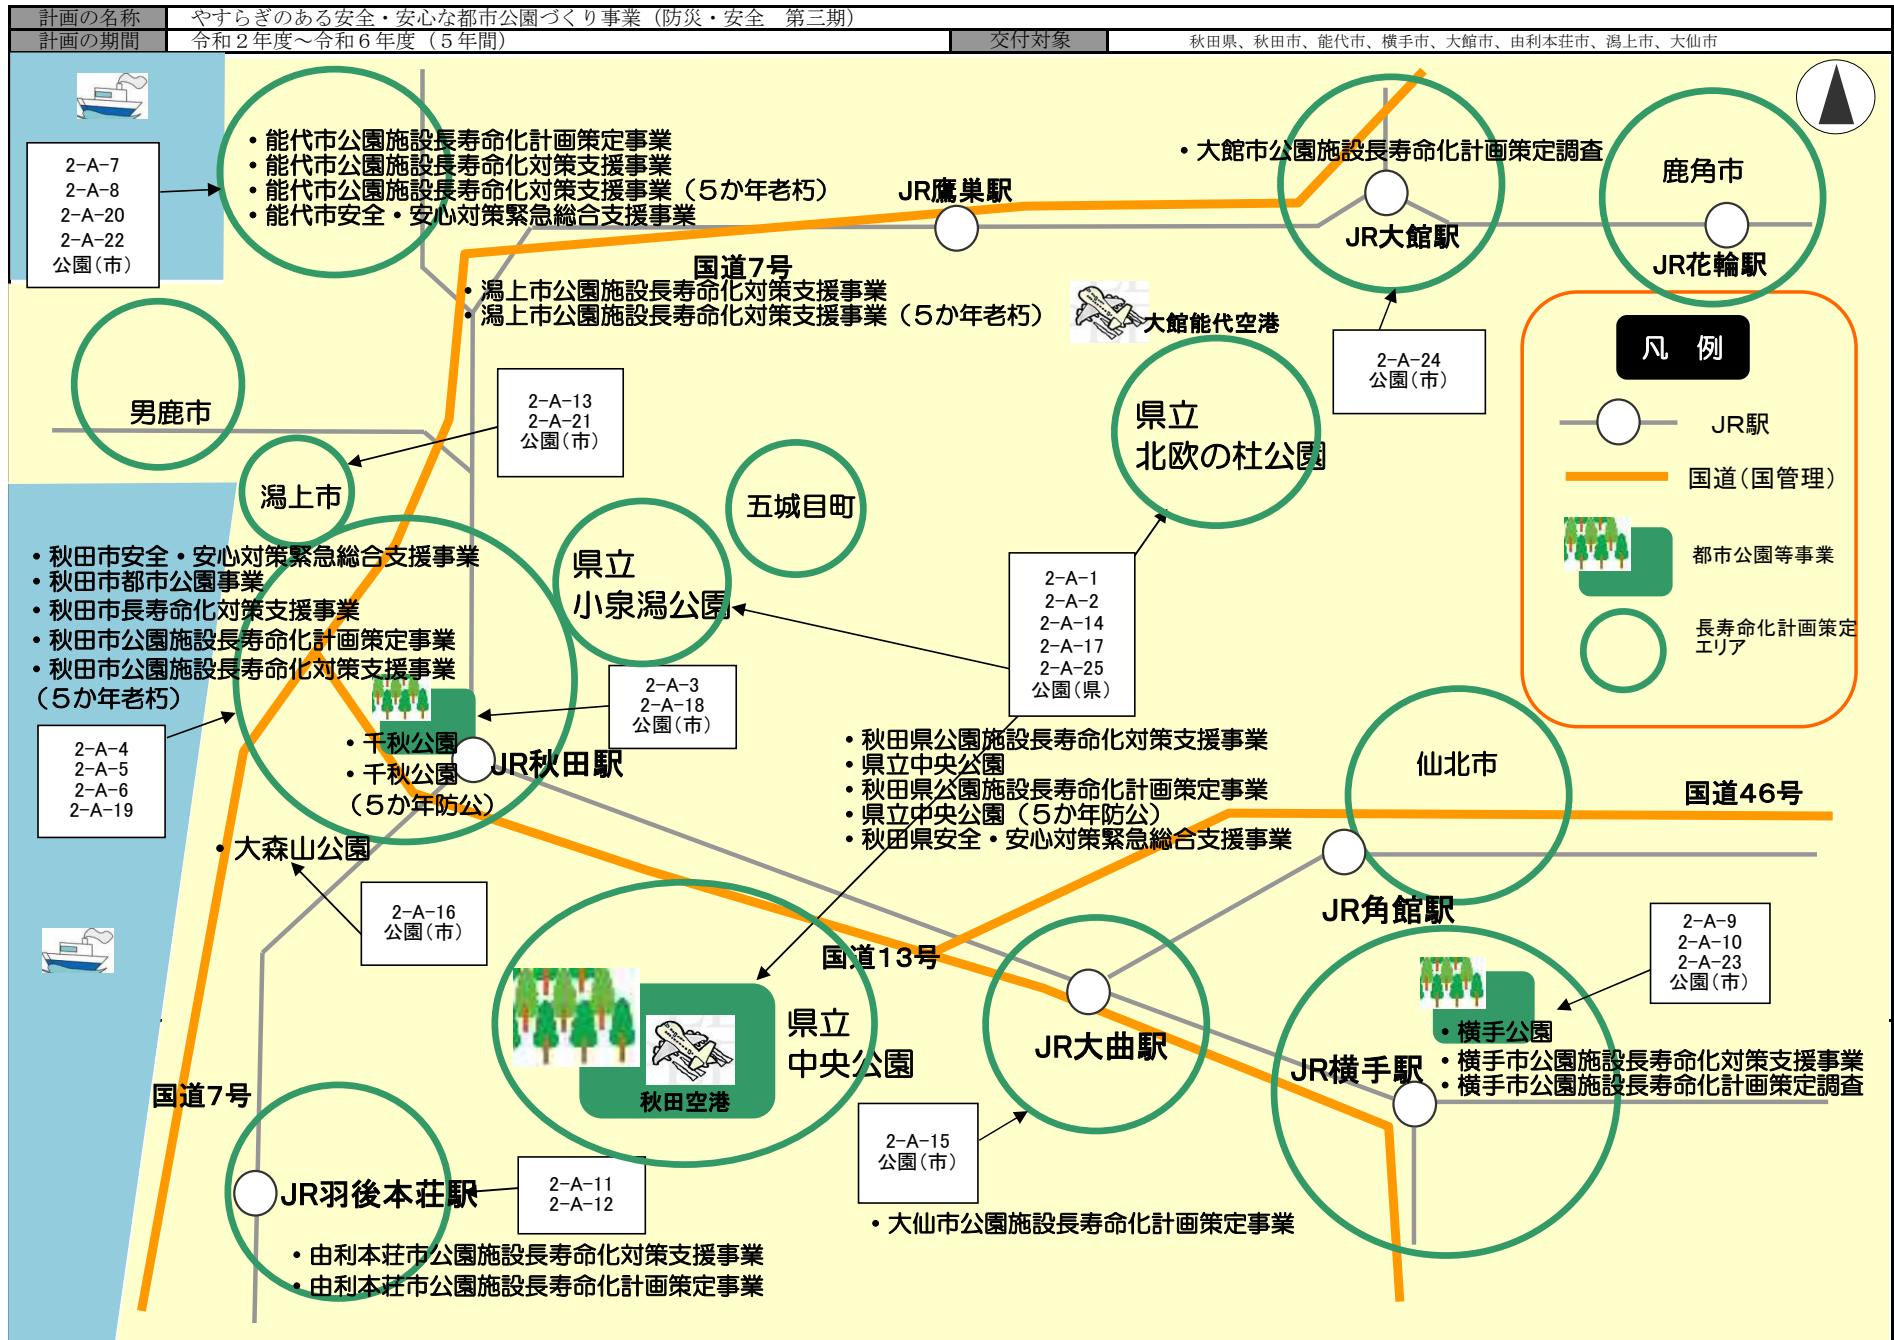 計画の名称　やすらぎのある安全・安心な都市公園づくり事業（防災・安全　第三期）
計画の期間　令和２年度～令和６年度（５年間）　交付対象　秋田県、秋田市、能代市、横手市、大館市、由利本荘市、潟上市、大仙市
2-A-7
2-A-8
2-A-20
2-A-22
公園（市）
・能代市公園施設長寿命化計画策定事業
・能代市公園施設長寿命化対策支援事業
・能代市公園施設長寿命化対策支援事業（５か年老朽）
・能代市安全・安心対策緊急総合支援事業
JR鷹巣駅
・大館市公園施設長寿命化計画策定調査
JR大館駅
鹿角市
JR花輪駅
国道7号
・潟上市公園施設長寿命化対策支援事業
・潟上市公園施設長寿命化対策支援事業（５か年老朽）
大館能代空港
2-A-24
公園（市）
凡　例
JR駅
国道（国管理）
都市公園等事業
長寿命化計画策定
エリア
男鹿市
2-A-13
2-A-21
公園（市）
潟上市
五城目町
県立
北欧の杜公園
県立
小泉潟公園
2-A-1
2-A-2
2-A-14
2-A-17
2-A-25
公園（県）
・秋田市安全・安心対策緊急総合支援事業
・秋田市都市公園事業
・秋田市長寿命化対策支援事業
・秋田市公園施設長寿命化計画策定事業
・秋田市公園施設長寿命化対策支援事業
（５か年老朽）
2-A-3
2-A-18
公園（市）
2-A-4
2-A-5
2-A-6
2-A-19
・千秋公園
・千秋公園
（５か年防公）
JR秋田駅
・秋田県公園施設長寿命化対策支援事業
・県立中央公園
・秋田県公園施設長寿命化計画策定事業
・県立中央公園（５か年防公）
・秋田県安全・安心対策緊急総合支援事業
仙北市
国道46号
・大森山公園
2-A-16
公園（市）
JR角館駅
国道13号
2-A-9
2-A-10
2-A-23
公園（市）
県立
中央公園
秋田空港
JR大曲駅
JR横手駅
・横手公園
・横手市公園施設長寿命化対策支援事業
・横手市公園施設長寿命化計画策定調査
国道7号
2-A-15
公園（市）
・大仙市公園施設長寿命化計画策定事業
JR羽後本荘駅
2-A-11
2-A-12
・由利本荘市公園施設長寿命化対策支援事業
・由利本荘市公園施設長寿命化計画策定事業